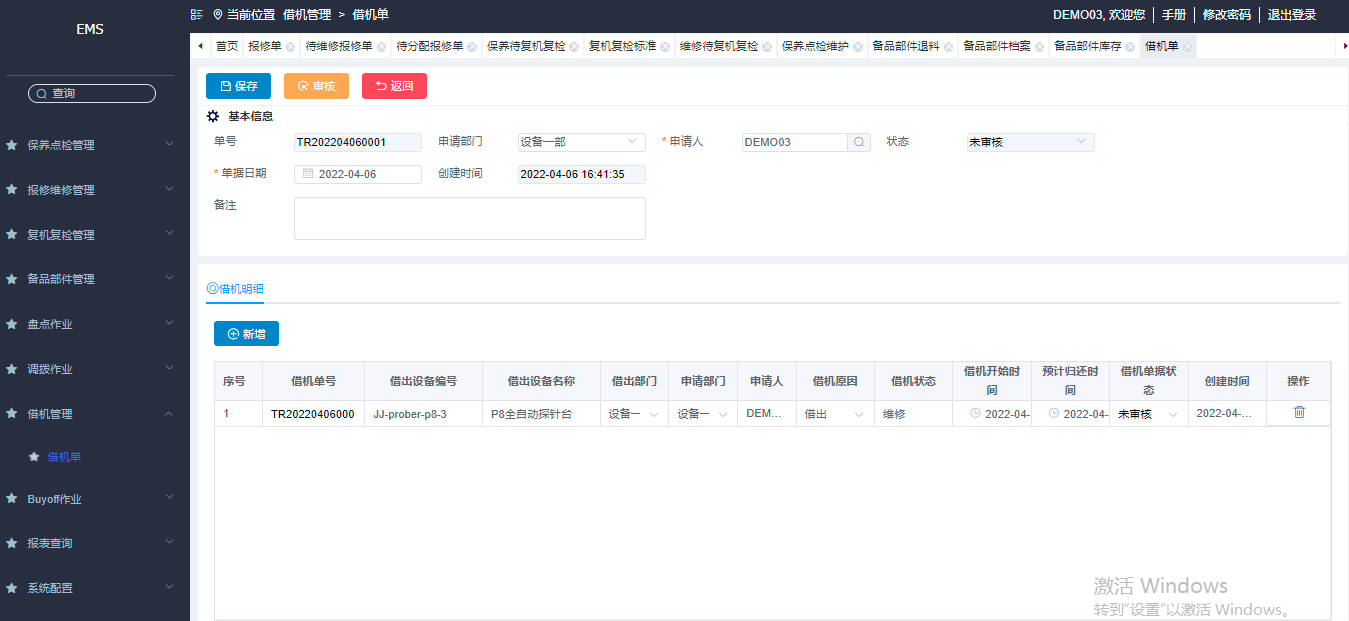 EMS
查询
保养点检管理
报修维修管理
复机复检管理
备品部件管理
盘点作业
调拨作业
借机管理
借机单
Buyoff作业
报表查询
系统配置
当前位置 借机管理 > 借机单
DEMO03, 欢迎您 手册 修改密码 退出登录
首页 报修单 待维修报修单 待分配报修单 保养待复机复检 复机复检标准 维修待复机复检 保养点检维护 备品部件退料 备品部件档案 备品部件库存 借机单
保存 审核 返回
基本信息
单号 TR202204060001 申请部门 设备一部 * 申请人 DEMO03 状态 未审核
* 单据日期 2022-04-06 创建时间 2022-04-06 16:41:35
备注
借机明细
新增
序号 借机单号 借出设备编号 借出设备名称 借出部门 申请部门 申请人 借机原因 借机状态 借机开始时间 预计归还时间 借机单据状态 创建时间 操作
1 TR20220406000 JJ-prober-p8-3 P8全自动探针台 设备一 设备一 DEM... 借出 维修 2022-04- 2022-04- 未审核 2022-04-...
激活 Windows
转到"设置"以激活 Windows。